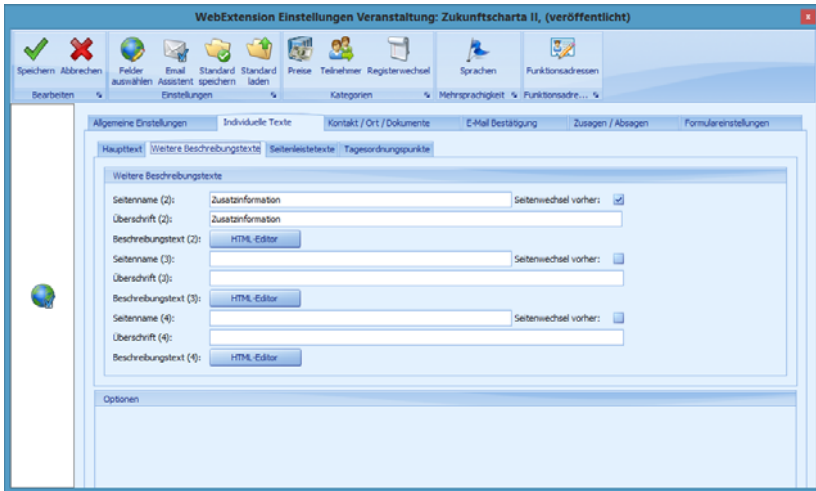 WebExtension Einstellungen Veranstaltung: Zukunftscharta II, (veröffentlicht)
Speichern Abbrechen Felder auswählen Email Assistent Standard speichern Standard laden Preise Teilnehmer Registerwechsel Sprachen Funktionsadressen
Bearbeiten Einstellungen Kategorien Mehrsprachigkeit Funktionsadre...
Allgemeine Einstellungen Individuelle Texte Kontakt / Ort / Dokumente E-Mail Bestätigung Zusagen / Absagen Formulareinstellungen
Haupttext Weitere Beschreibungstexte Seitenleistetexte Tagesordnungspunkte
Weitere Beschreibungstexte
Seitenname (2): Zusatzinformation Seitenwechsel vorher:
Überschrift (2): Zusatzinformation
Beschreibungstext (2): HTML-Editor
Seitenname (3): Seitenwechsel vorher:
Überschrift (3):
Beschreibungstext (3): HTML-Editor
Seitenname (4): Seitenwechsel vorher:
Überschrift (4):
Beschreibungstext (4): HTML-Editor
Optionen